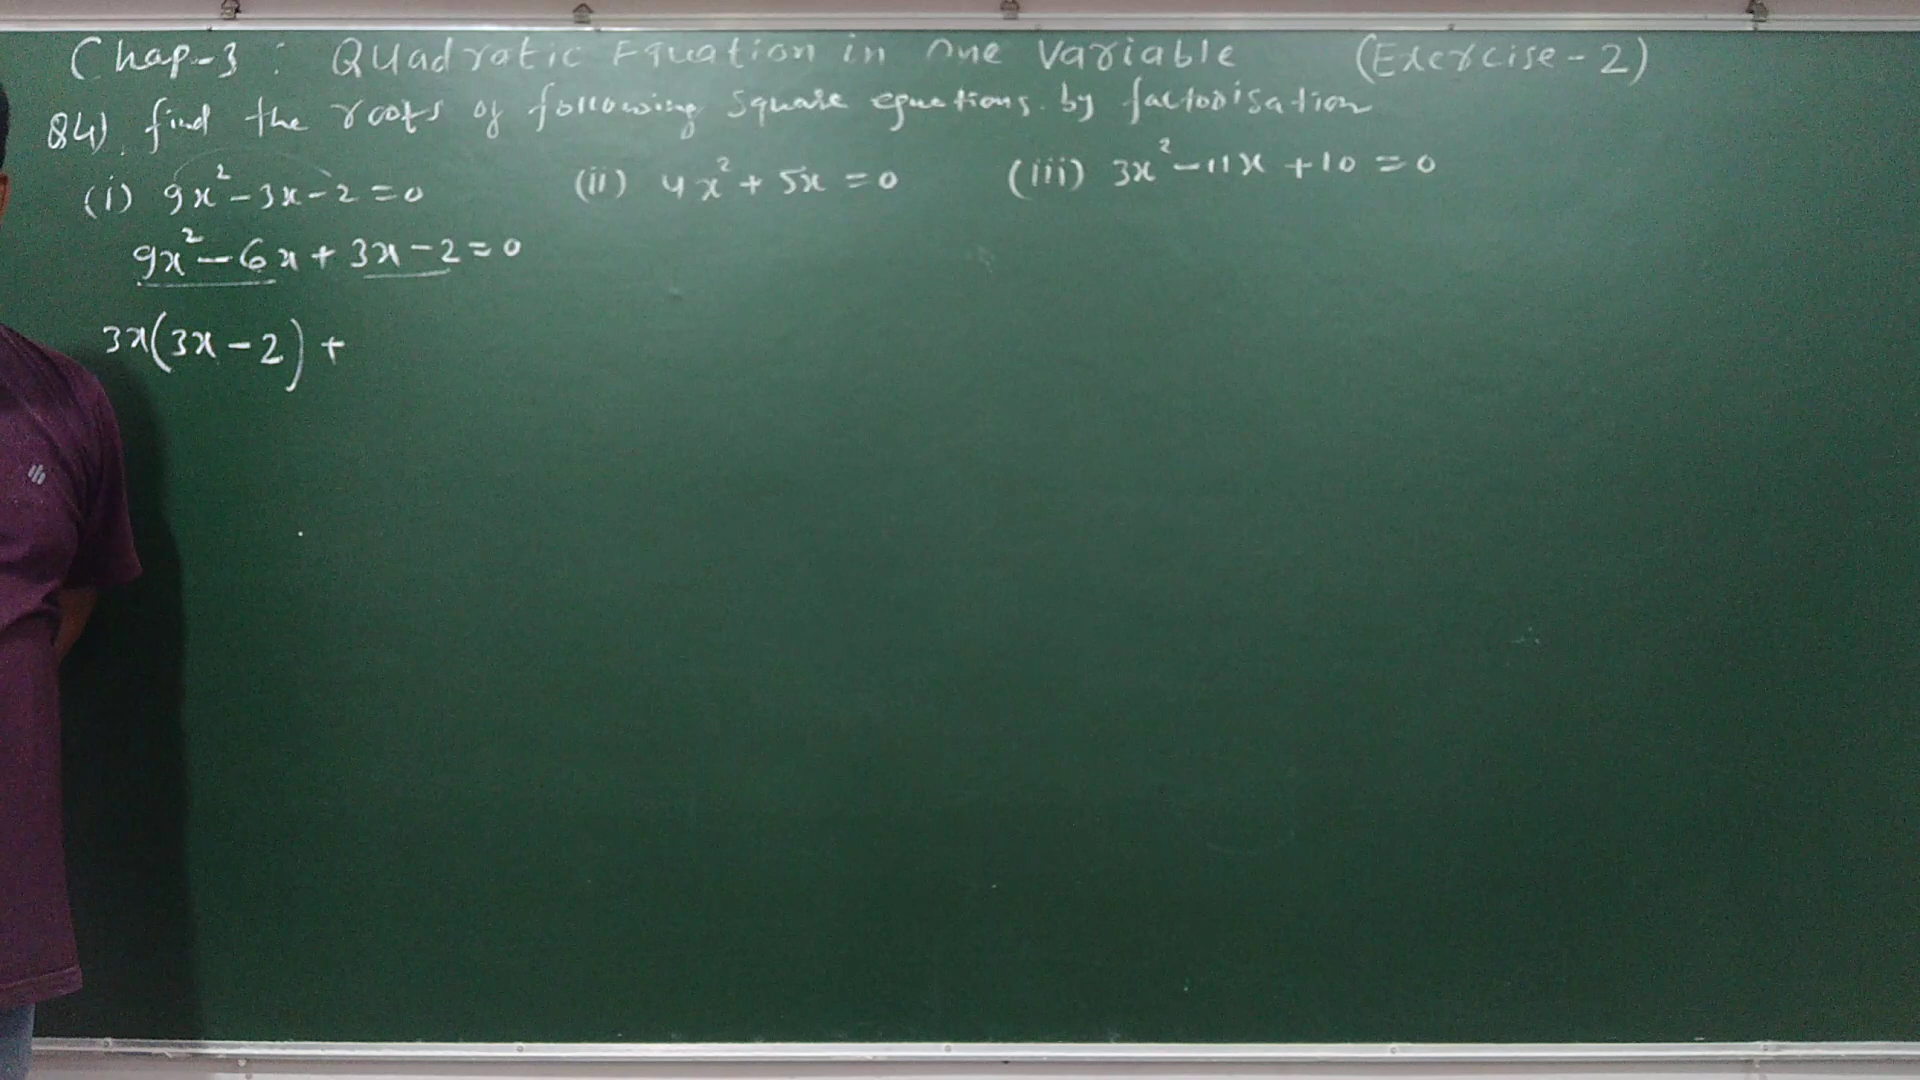 Chap-3 : Quadratic Equation in One Variable (Exercise-2)
Q4) find the roots of following square equations by factorisation
(i) 9x²-3x-2=0 (ii) 4x²+5x=0 (iii) 3x²-11x+10=0
9x²-6x+3x-2=0
3x(3x-2)+